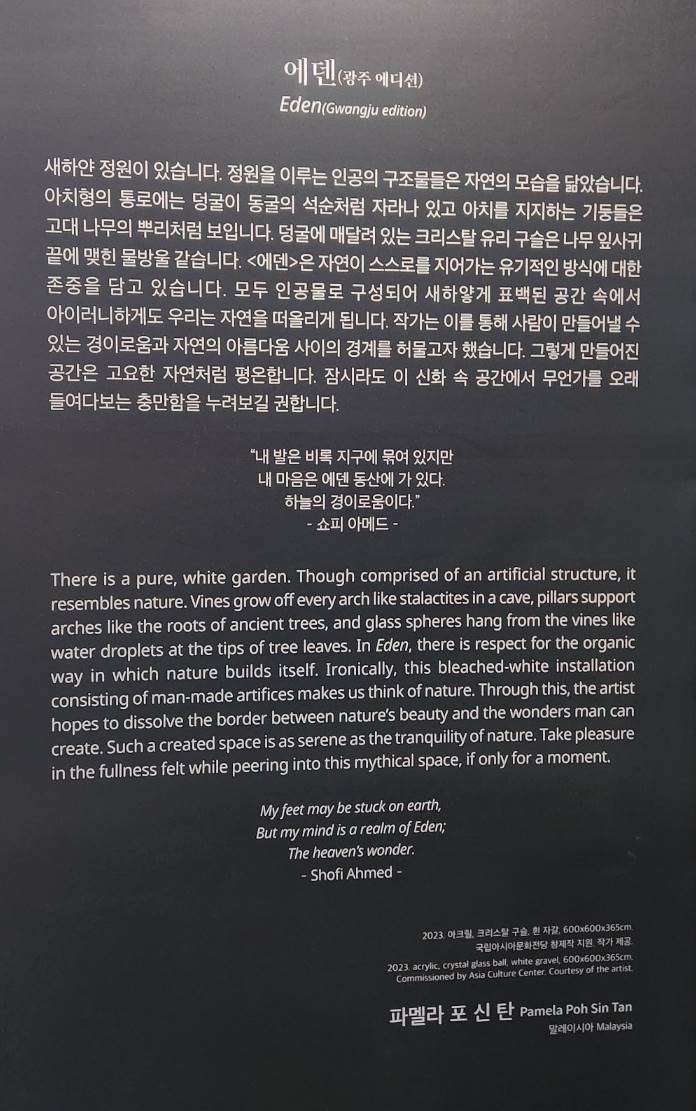 에덴(광주 에디션)
Eden(Gwangju edition)
새하얀 정원이 있습니다. 정원을 이루는 인공의 구조물들은 자연의 모습을 닮았습니다.
아치형의 통로에는 덩굴이 동굴의 석순처럼 자라나 있고 아치를 지지하는 기둥들은
고대 나무의 뿌리처럼 보입니다. 덩굴에 매달려 있는 크리스탈 유리 구슬은 나무 잎사귀
끝에 맺힌 물방울 같습니다. <에덴>은 자연이 스스로를 지어가는 유기적인 방식에 대한
존중을 담고 있습니다. 모두 인공물로 구성되어 새하얗게 표백된 공간 속에서
아이러니하게도 우리는 자연을 떠올리게 됩니다. 작가는 이를 통해 사람이 만들어낼 수
있는 경이로움과 자연의 아름다움 사이의 경계를 허물고자 했습니다. 그렇게 만들어진
공간은 고요한 자연처럼 평온합니다. 잠시라도 이 신화 속 공간에서 무언가를 오래
들여다보는 충만함을 누려보길 권합니다.
“내 발은 비록 지구에 묶여 있지만
내 마음은 에덴 동산에 가 있다.
하늘의 경이로움이다.”
- 쇼피 아메드 -
There is a pure, white garden. Though comprised of an artificial structure, it
resembles nature. Vines grow off every arch like stalactites in a cave, pillars support
arches like the roots of ancient trees, and glass spheres hang from the vines like
water droplets at the tips of tree leaves. In Eden, there is respect for the organic
way in which nature builds itself. Ironically, this bleached-white installation
consisting of man-made artifices makes us think of nature. Through this, the artist
hopes to dissolve the border between nature’s beauty and the wonders man can
create. Such a created space is as serene as the tranquility of nature. Take pleasure
in the fullness felt while peering into this mythical space, if only for a moment.
My feet may be stuck on earth,
But my mind is a realm of Eden;
The heaven’s wonder.
- Shofi Ahmed -
2023. 아크릴, 크리스탈 구슬, 흰 자갈, 600x600x365cm.
국립아시아문화전당 창제작 지원. 작가 제공.
2023. acrylic, crystal glass ball, white gravel, 600x600x365cm.
Commissioned by Asia Culture Center. Courtesy of the artist.
파멜라 포 신 탄 Pamela Poh Sin Tan
말레이시아 Malaysia